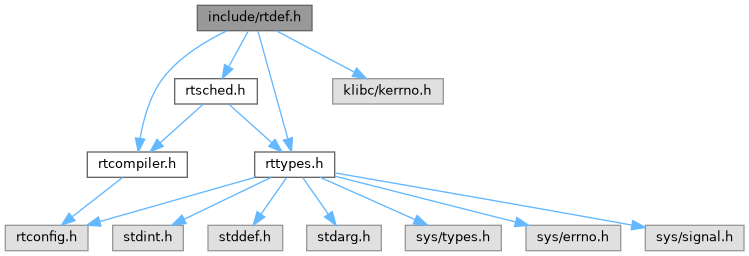 include/rtdef.h
rtsched.h
klibc/kerrno.h
rtcompiler.h
rttypes.h
rtconfig.h
stdint.h
stddef.h
stdarg.h
sys/types.h
sys/errno.h
sys/signal.h